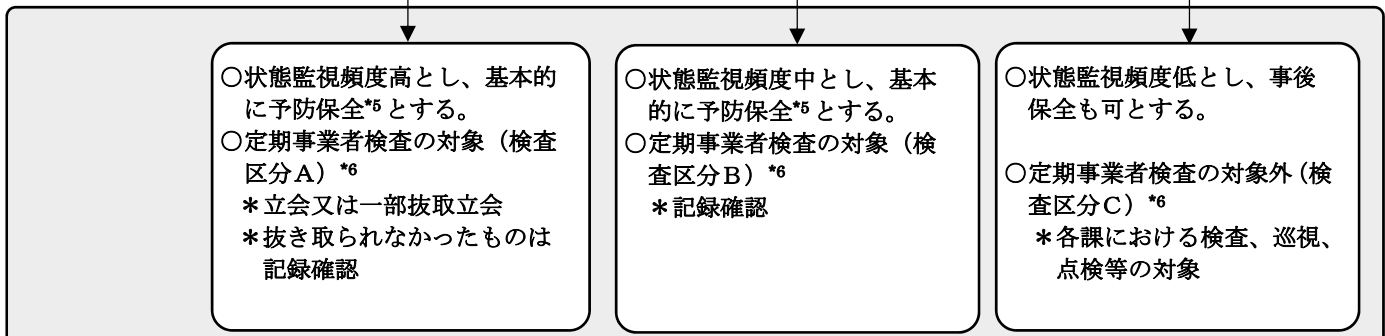 ○状態監視頻度高とし、基本的
に予防保全*5 とする。
○定期事業者検査の対象（検査
区分Ａ）*6
＊立会又は一部抜取立会
＊抜き取られなかったものは
記録確認
○状態監視頻度中とし、基本
的に予防保全*5 とする。
○定期事業者検査の対象（検
査区分Ｂ）*6
＊記録確認
○状態監視頻度低とし、事後
保全も可とする。
○定期事業者検査の対象外（検
査区分Ｃ）*6
＊各課における検査、巡視、
点検等の対象